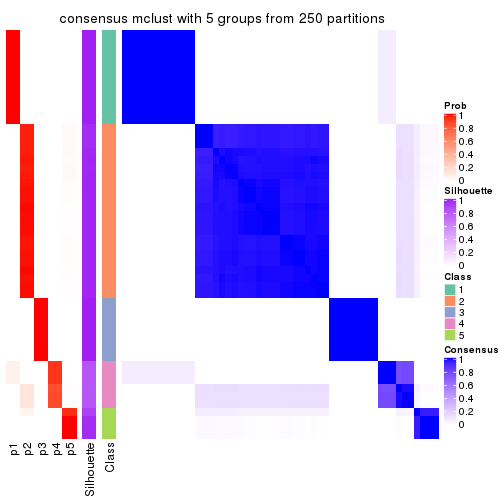 consensus mclust with 5 groups from 250 partitions
Prob
1
0.8
0.6
0.4
0.2
0
Silhouette
1
0.8
0.6
0.4
0.2
0
Class
1
2
3
4
5
Consensus
1
0.8
0.6
0.4
0.2
0
p1
p2
p3
p4
p5
Silhouette
Class